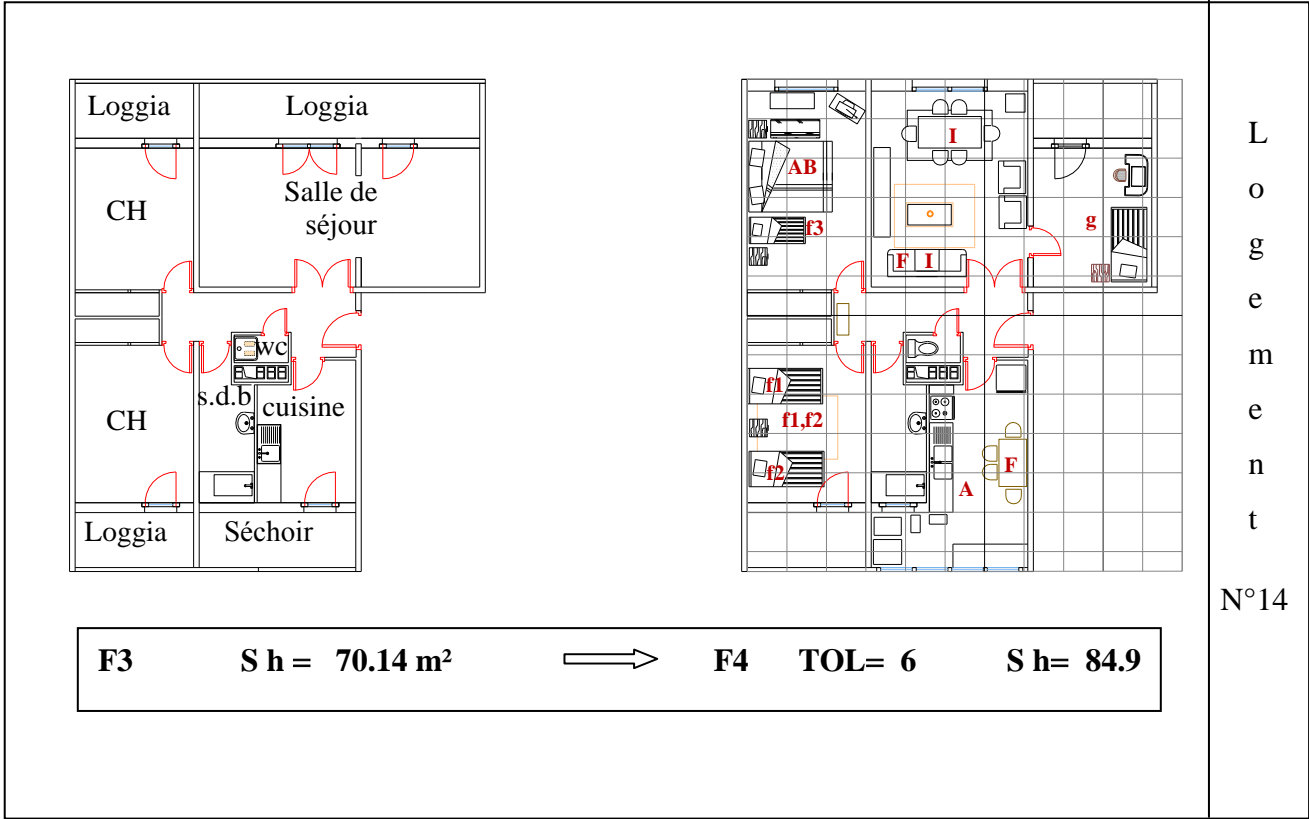 Loggia Loggia
Salle de
séjour
CH
wc
s.d.b
cuisine
CH
Loggia Séchoir
I
AB
f3
g
F I
f1
f1,f2
f2
F
A
L
o
g
e
m
e
n
t
N°14
F3 S h = 70.14 m² F4 TOL= 6 S h= 84.9